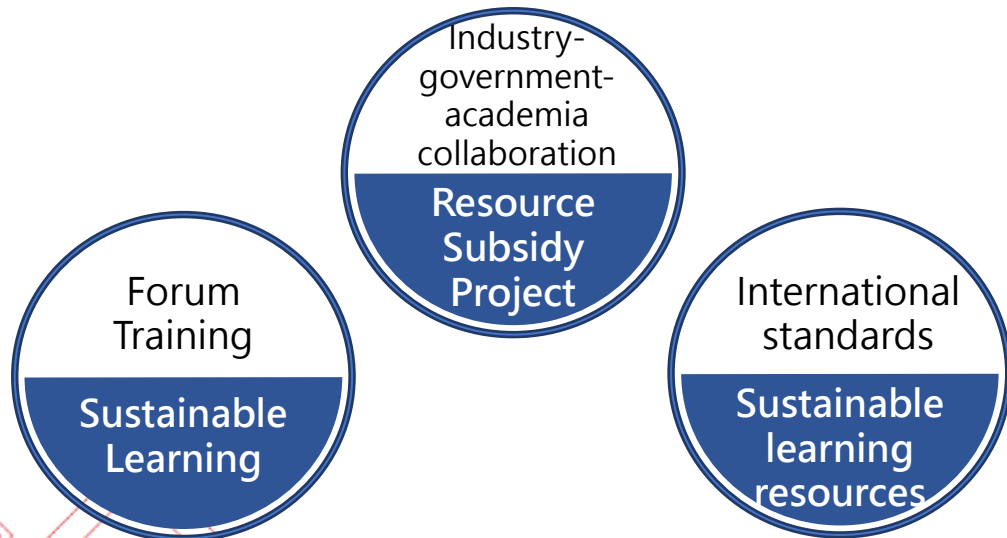 Industry-
government-
academia
collaboration
Resource
Subsidy
Project
Forum
Training
Sustainable
Learning
International
standards
Sustainable
learning
resources